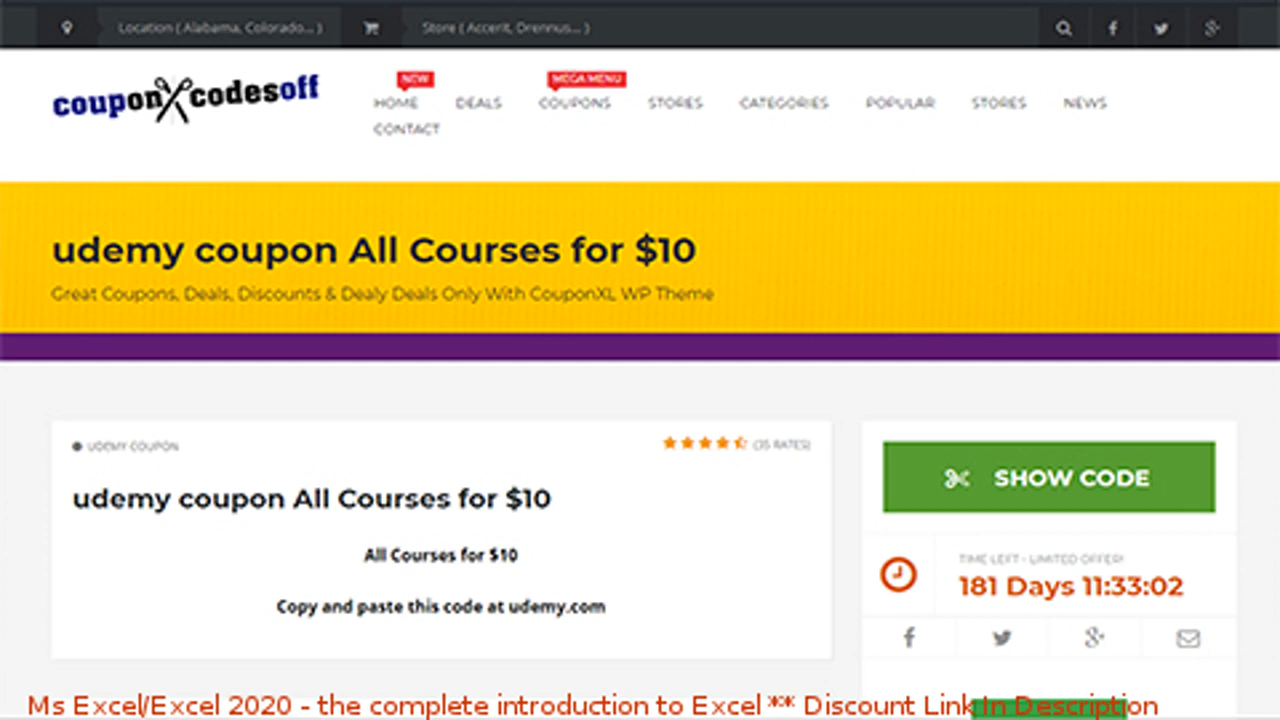 Location ( Alabama, Colorado... )
Store ( Accerit, Drennus... )
coupon codesoff
NEW
MEGA MENU
HOME DEALS COUPONS STORES CATEGORIES POPULAR STORES NEWS
CONTACT
udemy coupon All Courses for $10
Great Coupons, Deals, Discounts & Dealy Deals Only With CouponXL WP Theme
UDEMY COUPON
(35 RATES)
udemy coupon All Courses for $10
All Courses for $10
Copy and paste this code at udemy.com
SHOW CODE
TIME LEFT - LIMITED OFFER!
181 Days 11:33:02
Ms Excel/Excel 2020 - the complete introduction to Excel ** Discount Link In Description